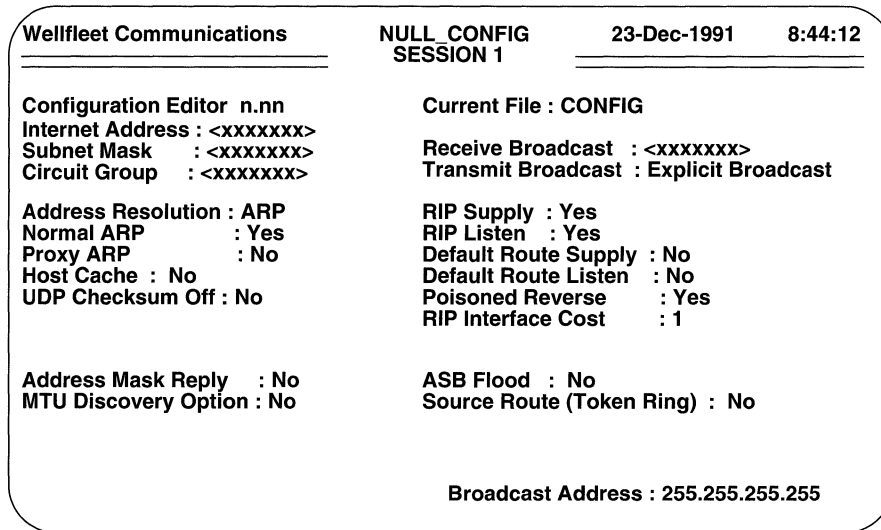 Wellfleet Communications NULL_CONFIG 23-Dec-1991 8:44:12
SESSION 1
Configuration Editor n.nn Current File : CONFIG
Internet Address : <xxxxxxx>
Subnet Mask : <xxxxxxx> Receive Broadcast : <xxxxxxx>
Circuit Group : <xxxxxxx> Transmit Broadcast : Explicit Broadcast
Address Resolution : ARP RIP Supply : Yes
Normal ARP : Yes RIP Listen : Yes
Proxy ARP : No Default Route Supply : No
Host Cache : No Default Route Listen : No
UDP Checksum Off : No Poisoned Reverse : Yes
RIP Interface Cost : 1
Address Mask Reply : No ASB Flood : No
MTU Discovery Option : No Source Route (Token Ring) : No
Broadcast Address : 255.255.255.255